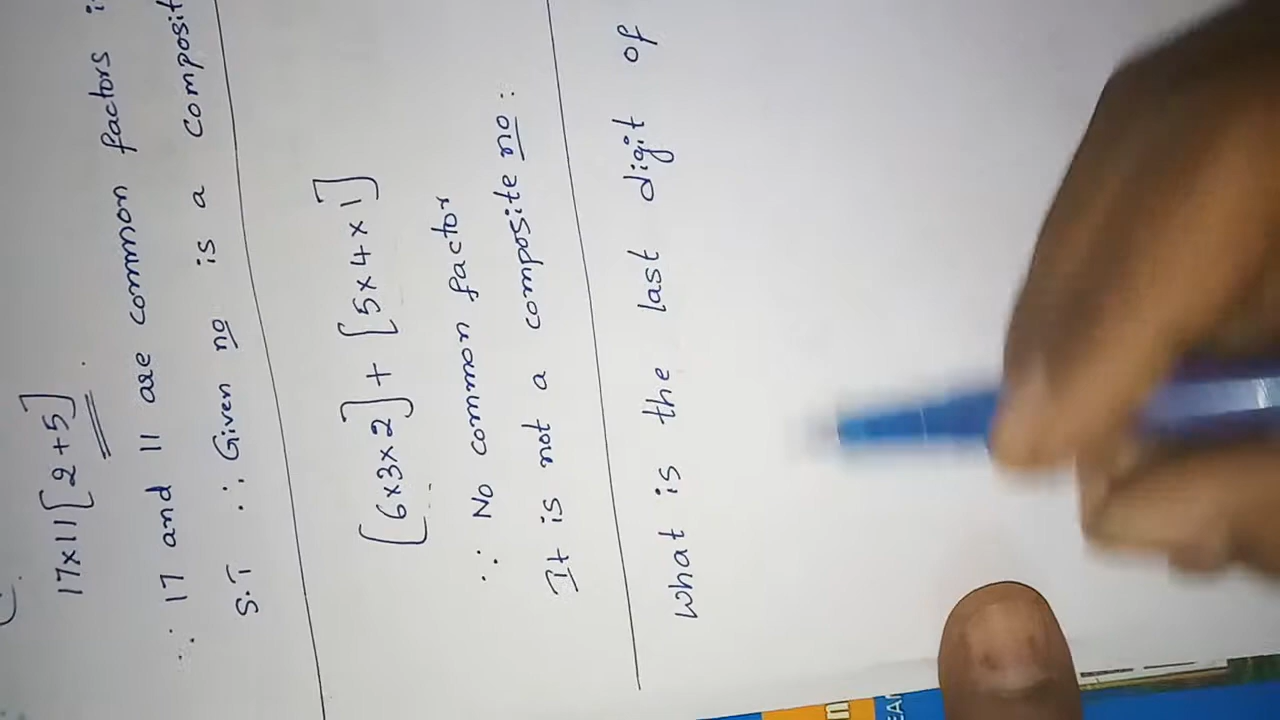 17×11[2+5]
∴ 17 and 11 are common factors
S.T ∴ Given no is a composit
[6×3×2]+[5×4×1]
∴ No common factor
It is not a composite no:
What is the last digit of